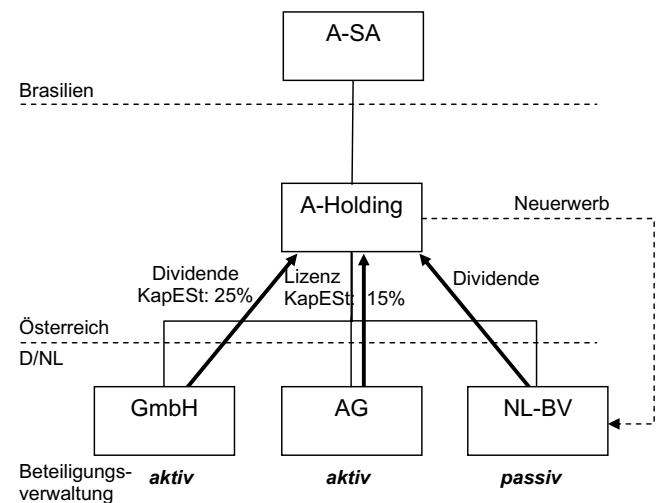 A-SA
Brasilien
A-Holding
Neuerwerb
Dividende
KapESt: 25%
Lizenz
KapESt: 15%
Dividende
Österreich
D/NL
GmbH
AG
NL-BV
Beteiligungs-
verwaltung
aktiv
aktiv
passiv